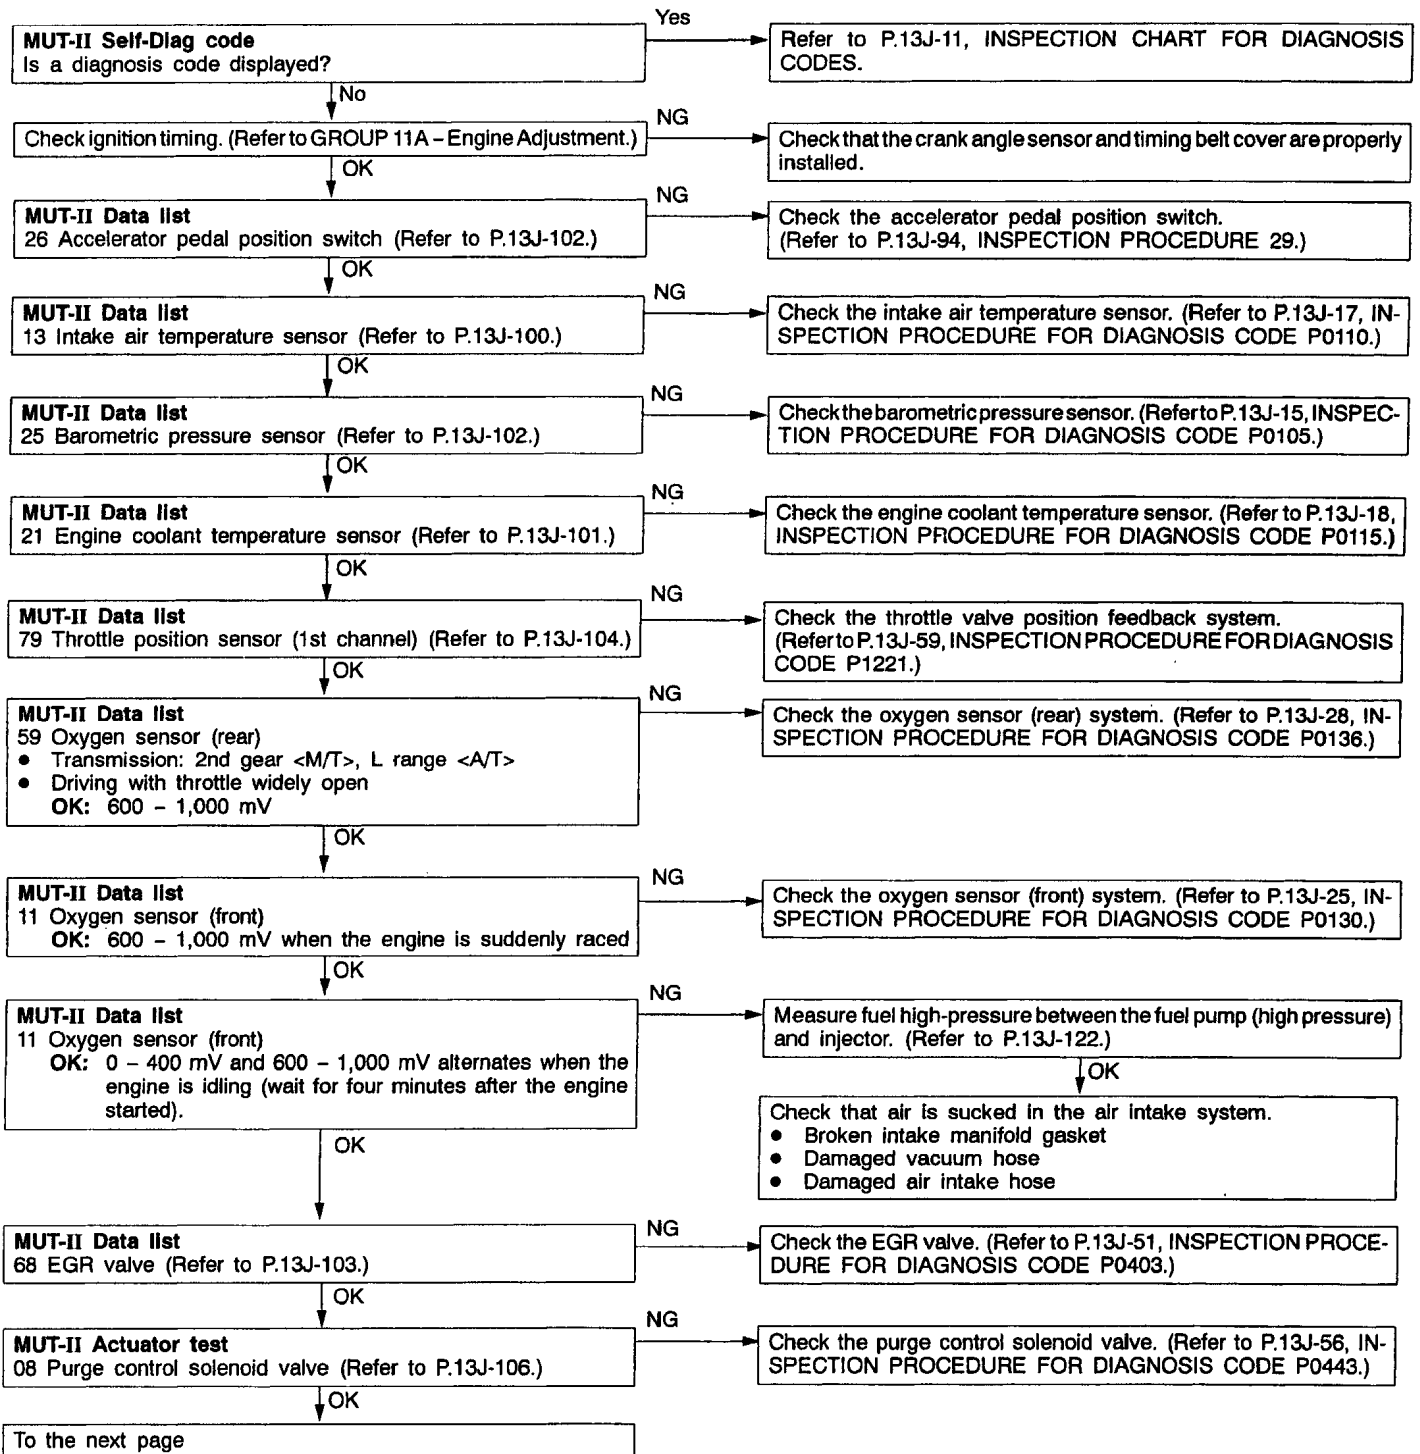 Yes
MUT-II Self-Diag code
Is a diagnosis code displayed?
Refer to P.13J-11, INSPECTION CHART FOR DIAGNOSIS
CODES.
No
Check ignition timing. (Refer to GROUP 11A – Engine Adjustment.)
NG
Check that the crank angle sensor and timing belt cover are properly
installed.
OK
MUT-II Data list
26 Accelerator pedal position switch (Refer to P.13J-102.)
NG
Check the accelerator pedal position switch.
(Refer to P.13J-94, INSPECTION PROCEDURE 29.)
OK
MUT-II Data list
13 Intake air temperature sensor (Refer to P.13J-100.)
NG
Check the intake air temperature sensor. (Refer to P.13J-17, IN-
SPECTION PROCEDURE FOR DIAGNOSIS CODE P0110.)
OK
MUT-II Data list
25 Barometric pressure sensor (Refer to P.13J-102.)
NG
Check the barometric pressure sensor. (Refer to P.13J-15, INSPEC-
TION PROCEDURE FOR DIAGNOSIS CODE P0105.)
OK
MUT-II Data list
21 Engine coolant temperature sensor (Refer to P.13J-101.)
NG
Check the engine coolant temperature sensor. (Refer to P.13J-18,
INSPECTION PROCEDURE FOR DIAGNOSIS CODE P0115.)
OK
MUT-II Data list
79 Throttle position sensor (1st channel) (Refer to P.13J-104.)
NG
Check the throttle valve position feedback system.
(Refer to P.13J-59, INSPECTION PROCEDURE FOR DIAGNOSIS
CODE P1221.)
OK
MUT-II Data list
59 Oxygen sensor (rear)
● Transmission: 2nd gear <M/T>, L range <A/T>
● Driving with throttle widely open
OK: 600 – 1,000 mV
NG
Check the oxygen sensor (rear) system. (Refer to P.13J-28, IN-
SPECTION PROCEDURE FOR DIAGNOSIS CODE P0136.)
OK
MUT-II Data list
11 Oxygen sensor (front)
OK: 600 – 1,000 mV when the engine is suddenly raced
NG
Check the oxygen sensor (front) system. (Refer to P.13J-25, IN-
SPECTION PROCEDURE FOR DIAGNOSIS CODE P0130.)
OK
MUT-II Data list
11 Oxygen sensor (front)
OK: 0 – 400 mV and 600 – 1,000 mV alternates when the
engine is idling (wait for four minutes after the engine
started).
NG
Measure fuel high-pressure between the fuel pump (high pressure)
and injector. (Refer to P.13J-122.)
OK
Check that air is sucked in the air intake system.
● Broken intake manifold gasket
● Damaged vacuum hose
● Damaged air intake hose
OK
MUT-II Data list
68 EGR valve (Refer to P.13J-103.)
NG
Check the EGR valve. (Refer to P.13J-51, INSPECTION PROCE-
DURE FOR DIAGNOSIS CODE P0403.)
OK
MUT-II Actuator test
08 Purge control solenoid valve (Refer to P.13J-106.)
NG
Check the purge control solenoid valve. (Refer to P.13J-56, IN-
SPECTION PROCEDURE FOR DIAGNOSIS CODE P0443.)
OK
To the next page